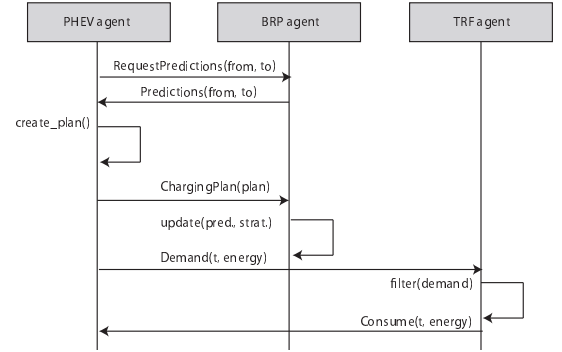 PHEV agent BRP agent TRF agent
RequestPredictions(from, to)
Predictions(from, to)
create_plan()
ChargingPlan(plan)
update(pred., strat.)
Demand(t, energy)
filter(demand)
Consume(t, energy)